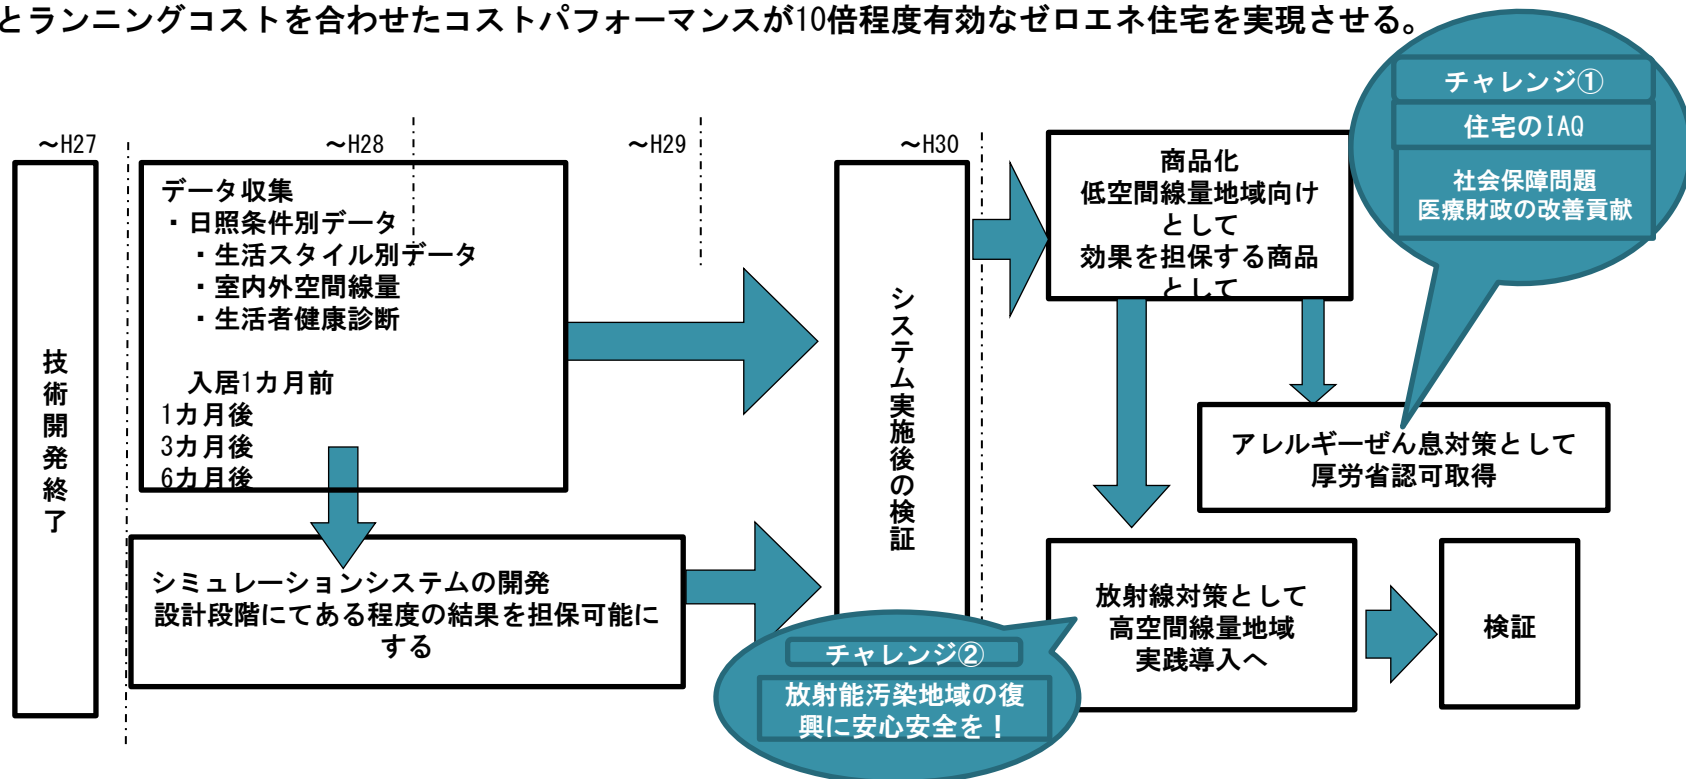 とランニングコストを合わせたコストパフォーマンスが10倍程度有効なゼロエネ住宅を実現させる。
～H27
～H28
～H29
～H30
技術開発終了
データ収集
・日照条件別データ
・生活スタイル別データ
・室内外空間線量
・生活者健康診断
入居1カ月前
1カ月後
3カ月後
6カ月後
シミュレーションシステムの開発
設計段階にてある程度の結果を担保可能に
する
システム実施後の検証
商品化
低空間線量地域向け
として
効果を担保する商品
として
チャレンジ①
住宅のIAQ
社会保障問題
医療財政の改善貢献
アレルギーぜん息対策として
厚労省認可取得
チャレンジ②
放射能汚染地域の復
興に安心安全を！
放射線対策として
高空間線量地域
実践導入へ
検証